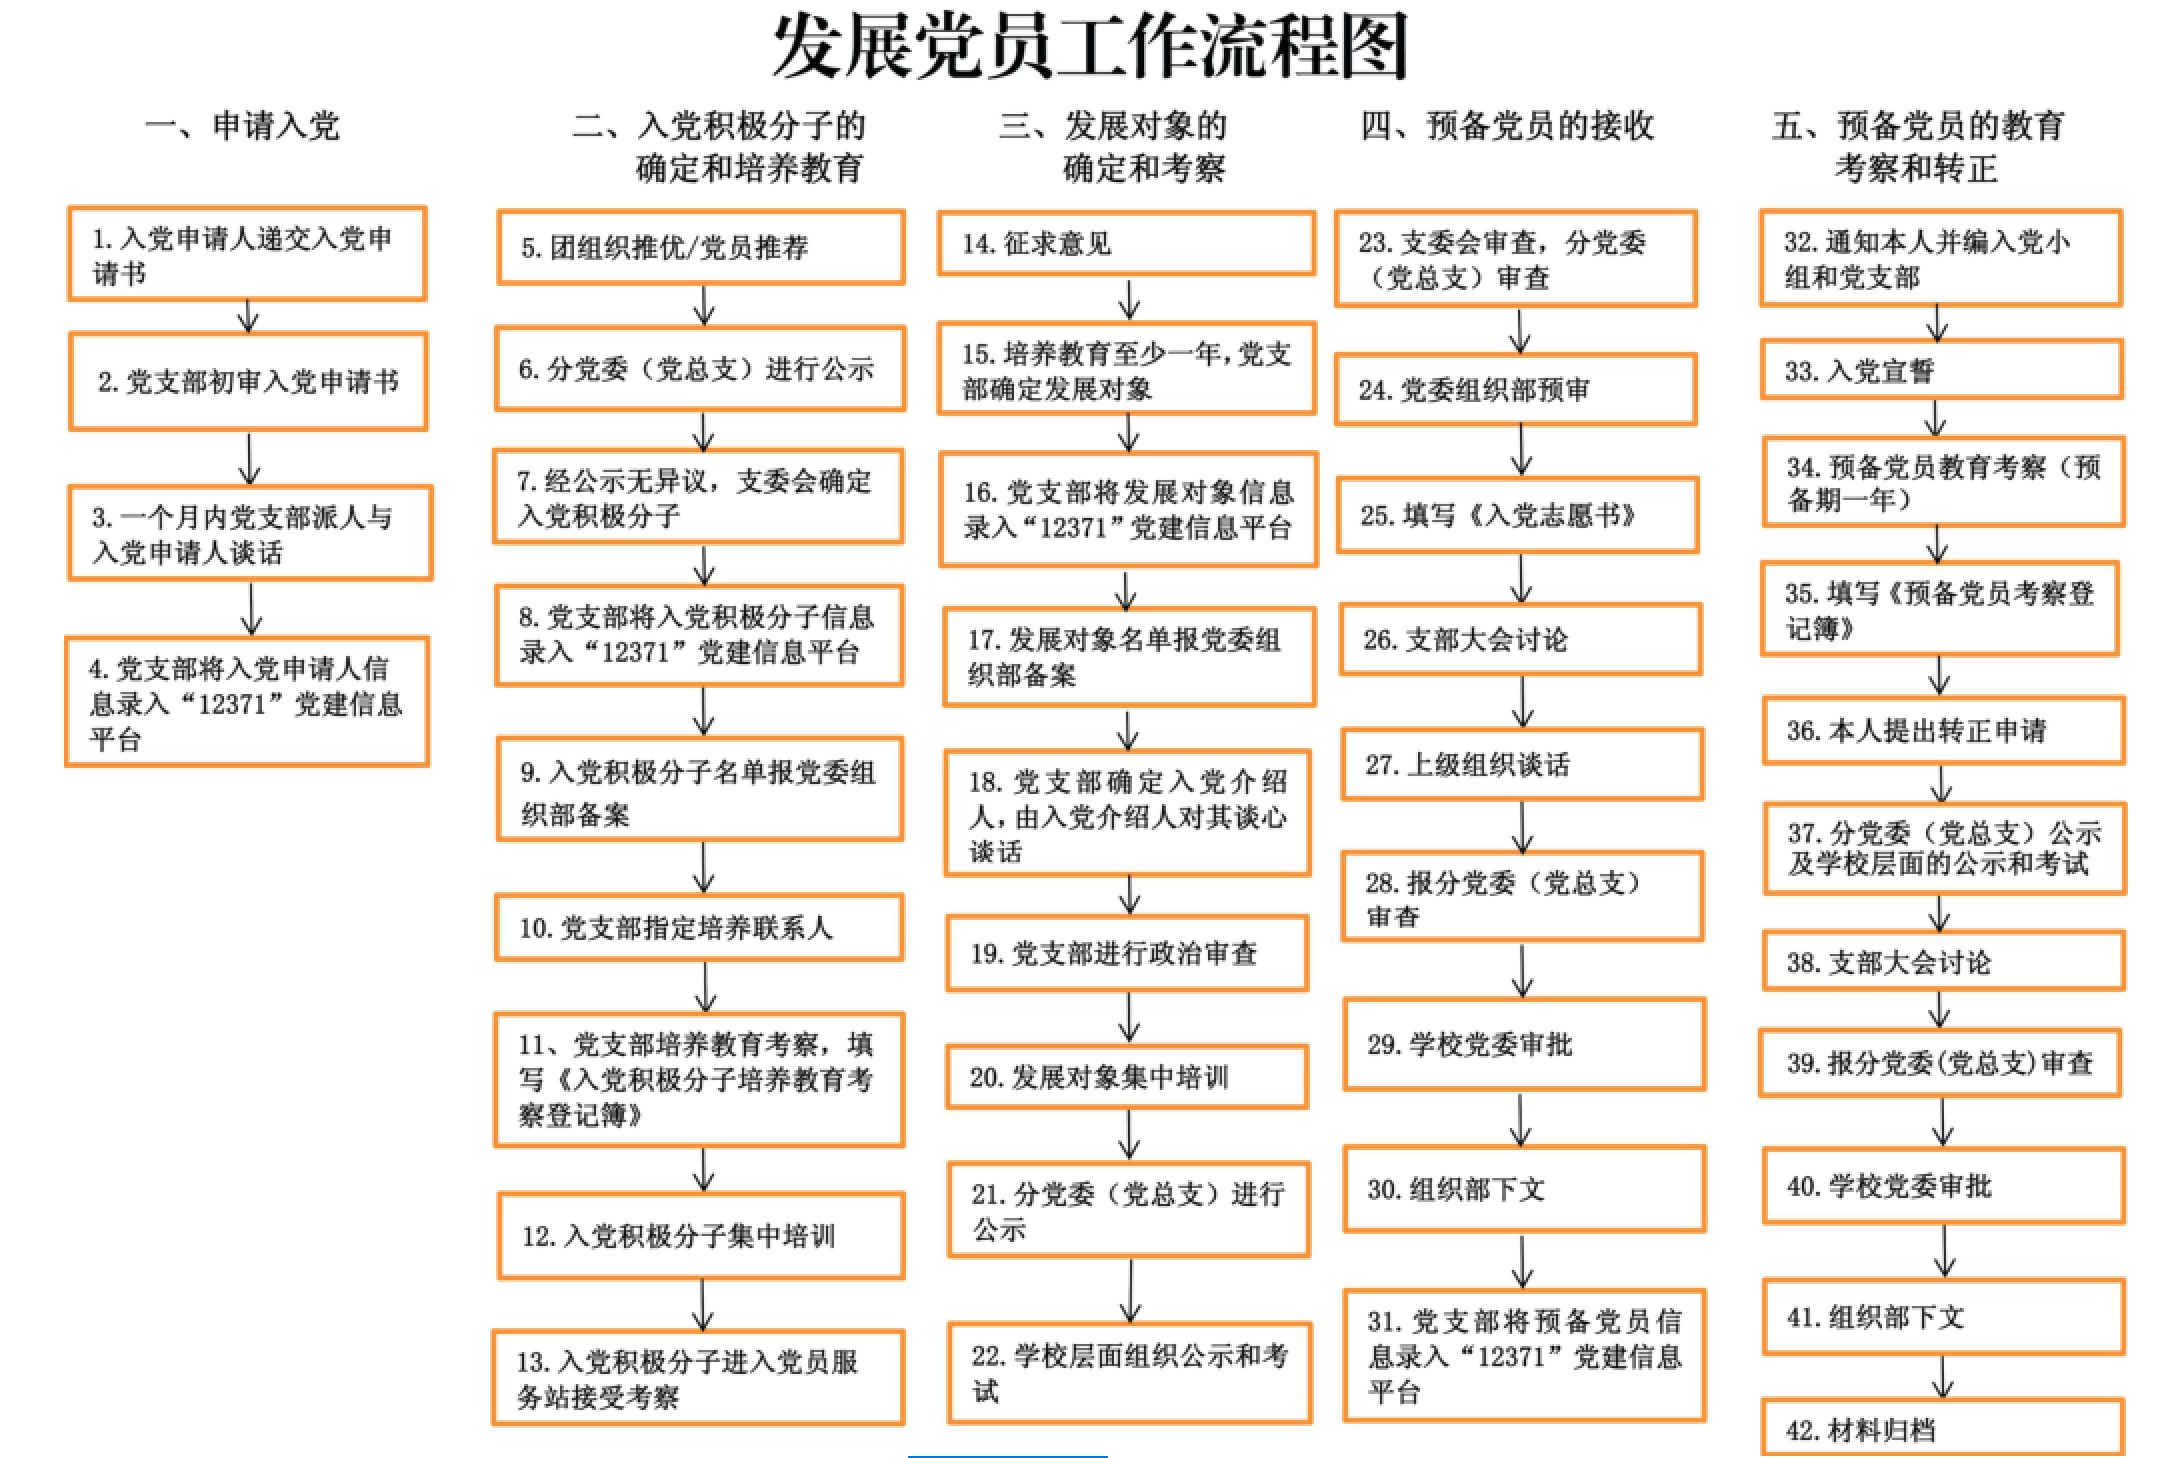 发展党员工作流程图
一、申请入党
1. 入党申请人递交入党申
请书
2. 党支部初审入党申请书
3. 一个月内党支部派人与
入党申请人谈话
4. 党支部将入党申请人信
息录入“12371”党建信息
平台
二、入党积极分子的
确定和培养教育
5. 团组织推优/党员推荐
6. 分党委（党总支）进行公示
7. 经公示无异议，支委会确定
入党积极分子
8. 党支部将入党积极分子信息
录入“12371”党建信息平台
9. 入党积极分子名单报党委组
织部备案
10. 党支部指定培养联系人
11、党支部培养教育考察，填
写《入党积极分子培养教育考
察登记簿》
12. 入党积极分子集中培训
13. 入党积极分子进入党员服
务站接受考察
三、发展对象的
确定和考察
14. 征求意见
15. 培养教育至少一年，党支
部确定发展对象
16. 党支部将发展对象信息
录入“12371”党建信息平台
17. 发展对象名单报党委组
织部备案
18. 党支部确定入党介绍
人，由入党介绍人对其谈心
谈话
19. 党支部进行政治审查
20. 发展对象集中培训
21. 分党委（党总支）进行
公示
22. 学校层面组织公示和考
试
四、预备党员的接收
23. 支委会审查，分党委
（党总支）审查
24. 党委组织部预审
25. 填写《入党志愿书》
26. 支部大会讨论
27. 上级组织谈话
28. 报分党委（党总支）
审查
29. 学校党委审批
30. 组织部下文
31. 党支部将预备党员信
息录入“12371”党建信息
平台
五、预备党员的教育
考察和转正
32. 通知本人并编入党小
组和党支部
33. 入党宣誓
34. 预备党员教育考察（预
备期一年）
35. 填写《预备党员考察登
记簿》
36. 本人提出转正申请
37. 分党委（党总支）公示
及学校层面的公示和考试
38. 支部大会讨论
39. 报分党委(党总支)审查
40. 学校党委审批
41. 组织部下文
42. 材料归档